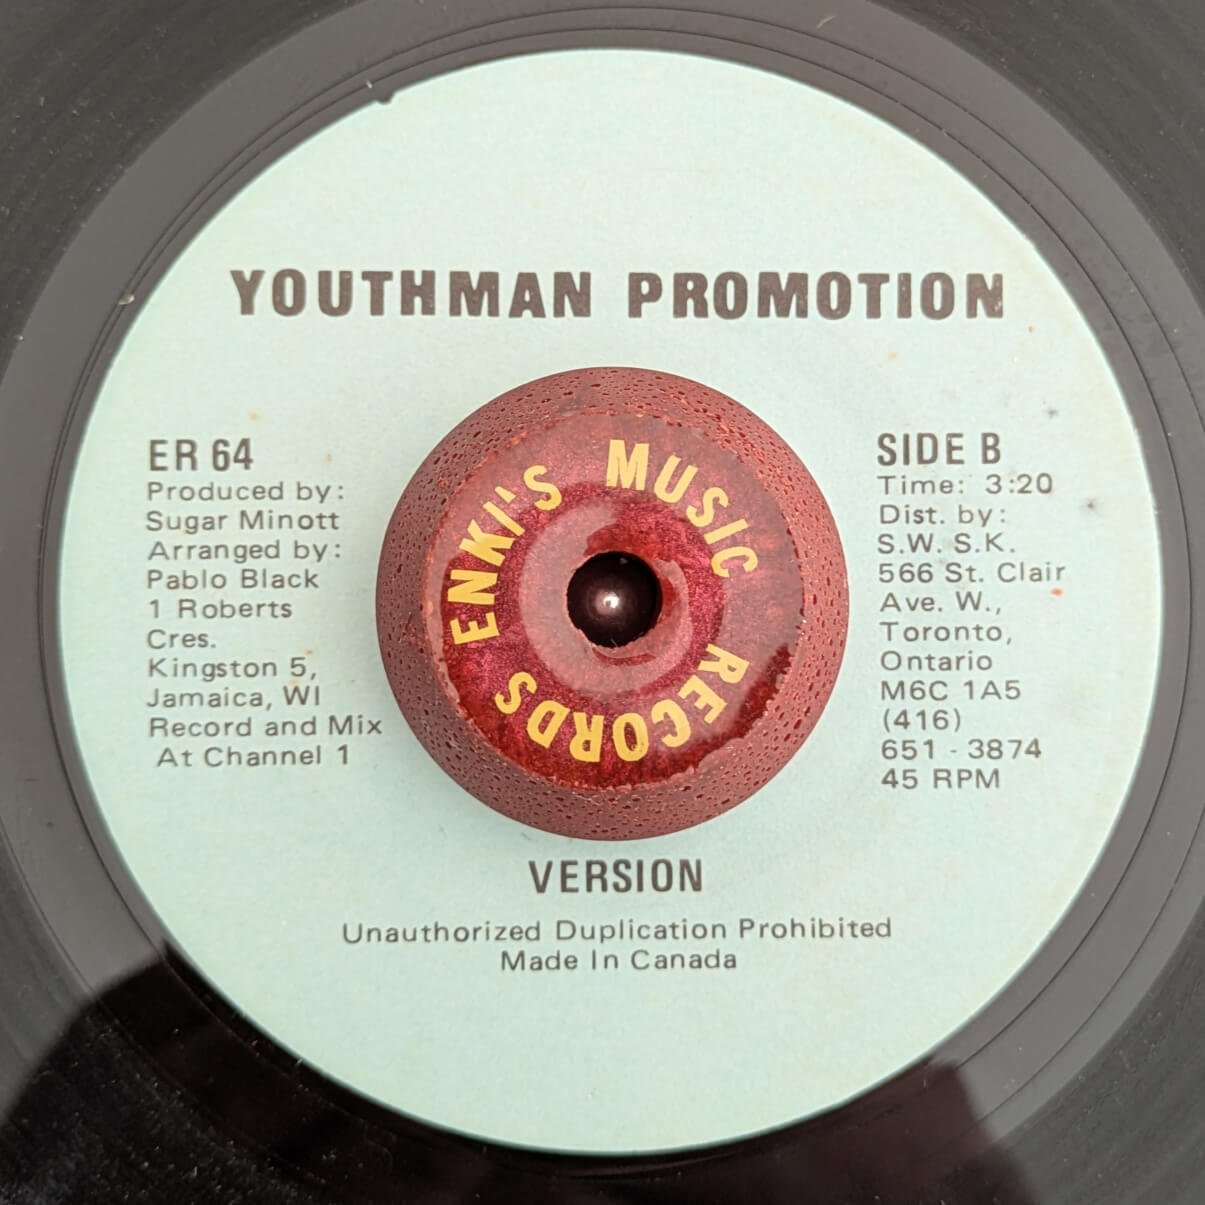 YOUTHMAN PROMOTION
ER 64
Produced by:
Sugar Minott
Arranged by:
Pablo Black
1 Roberts
Cres.
Kingston 5,
Jamaica, WI
Record and Mix
At Channel 1
ENKI'S MUSIC RECORDS
SIDE B
Time: 3:20
Dist. by:
S.W. S.K.
566 St. Clair
Ave. W.,
Toronto,
Ontario
M6C 1A5
(416)
651 - 3874
45 RPM
VERSION
Unauthorized Duplication Prohibited
Made In Canada